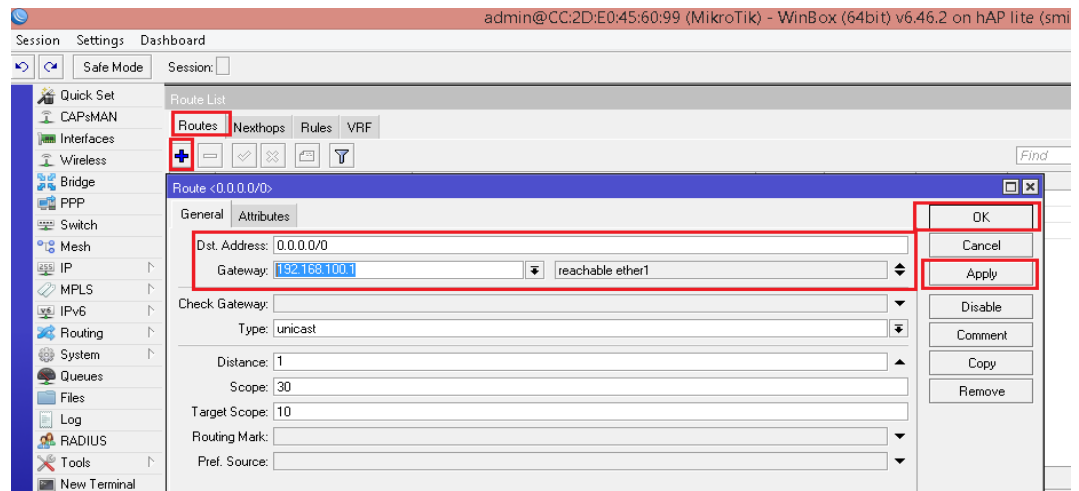 admin@CC:2D:E0:45:60:99 (MikroTik) - WinBox (64bit) v6.46.2 on hAP lite (smi
Session Settings Dashboard
Safe Mode Session:
Quick Set
CAPsMAN
Interfaces
Wireless
Bridge
PPP
Switch
Mesh
IP
MPLS
IPv6
Routing
System
Queues
Files
Log
RADIUS
Tools
New Terminal
Route List
Routes Nexthops Rules VRF
Find
Route <0.0.0.0/0>
General Attributes
Dst. Address: 0.0.0.0/0
Gateway: 192.168.100.1 reachable ether1
Check Gateway:
Type: unicast
Distance: 1
Scope: 30
Target Scope: 10
Routing Mark:
Pref. Source:
OK
Cancel
Apply
Disable
Comment
Copy
Remove